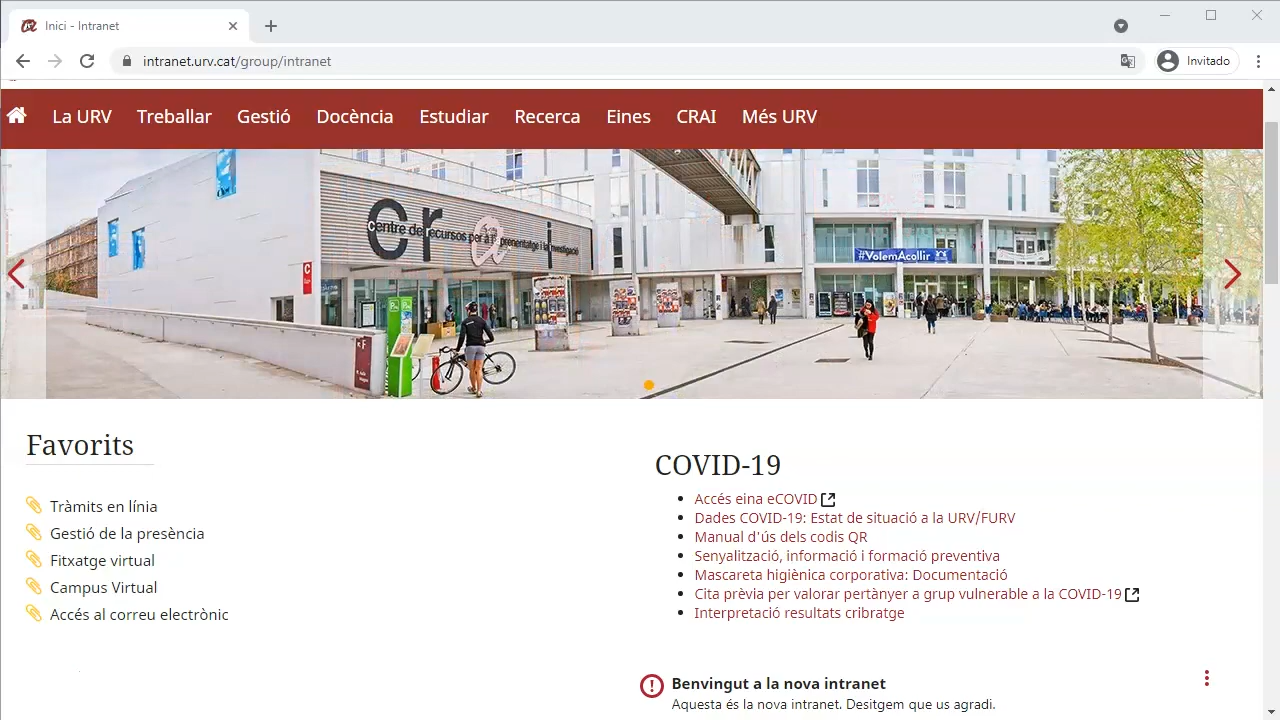 Inici - Intranet
intranet.urv.cat/group/intranet
Invitado
La URV Treballar Gestió Docència Estudiar Recerca Eines CRAI Més URV
crai
centre de recursos per a l'aprenentatge i la investigació
C
#VolemAcollir
Favorits
Tràmits en línia
Gestió de la presència
Fitxatge virtual
Campus Virtual
Accés al correu electrònic
COVID-19
Accés eina eCOVID
Dades COVID-19: Estat de situació a la URV/FURV
Manual d'ús dels codis QR
Senyalització, informació i formació preventiva
Mascareta higiènica corporativa: Documentació
Cita prèvia per valorar pertànyer a grup vulnerable a la COVID-19
Interpretació resultats cribratge
Benvingut a la nova intranet
Aquesta és la nova intranet. Desitgem que us agradi.